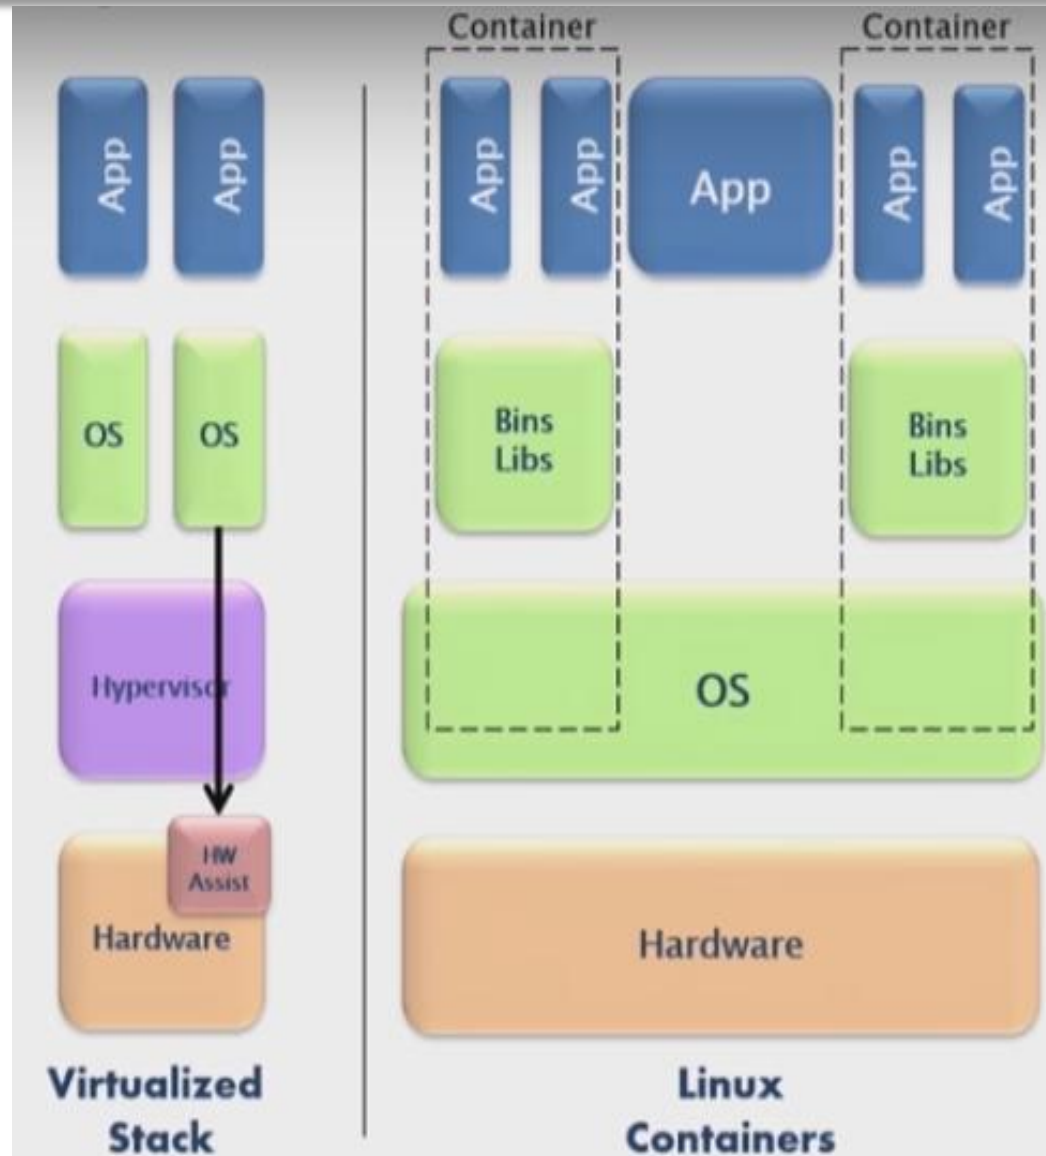 Container
Container
App
App
App
App
App
App
App
OS
OS
Bins
Libs
Bins
Libs
Hypervisor
OS
HW
Assist
Hardware
Hardware
Virtualized
Stack
Linux
Containers